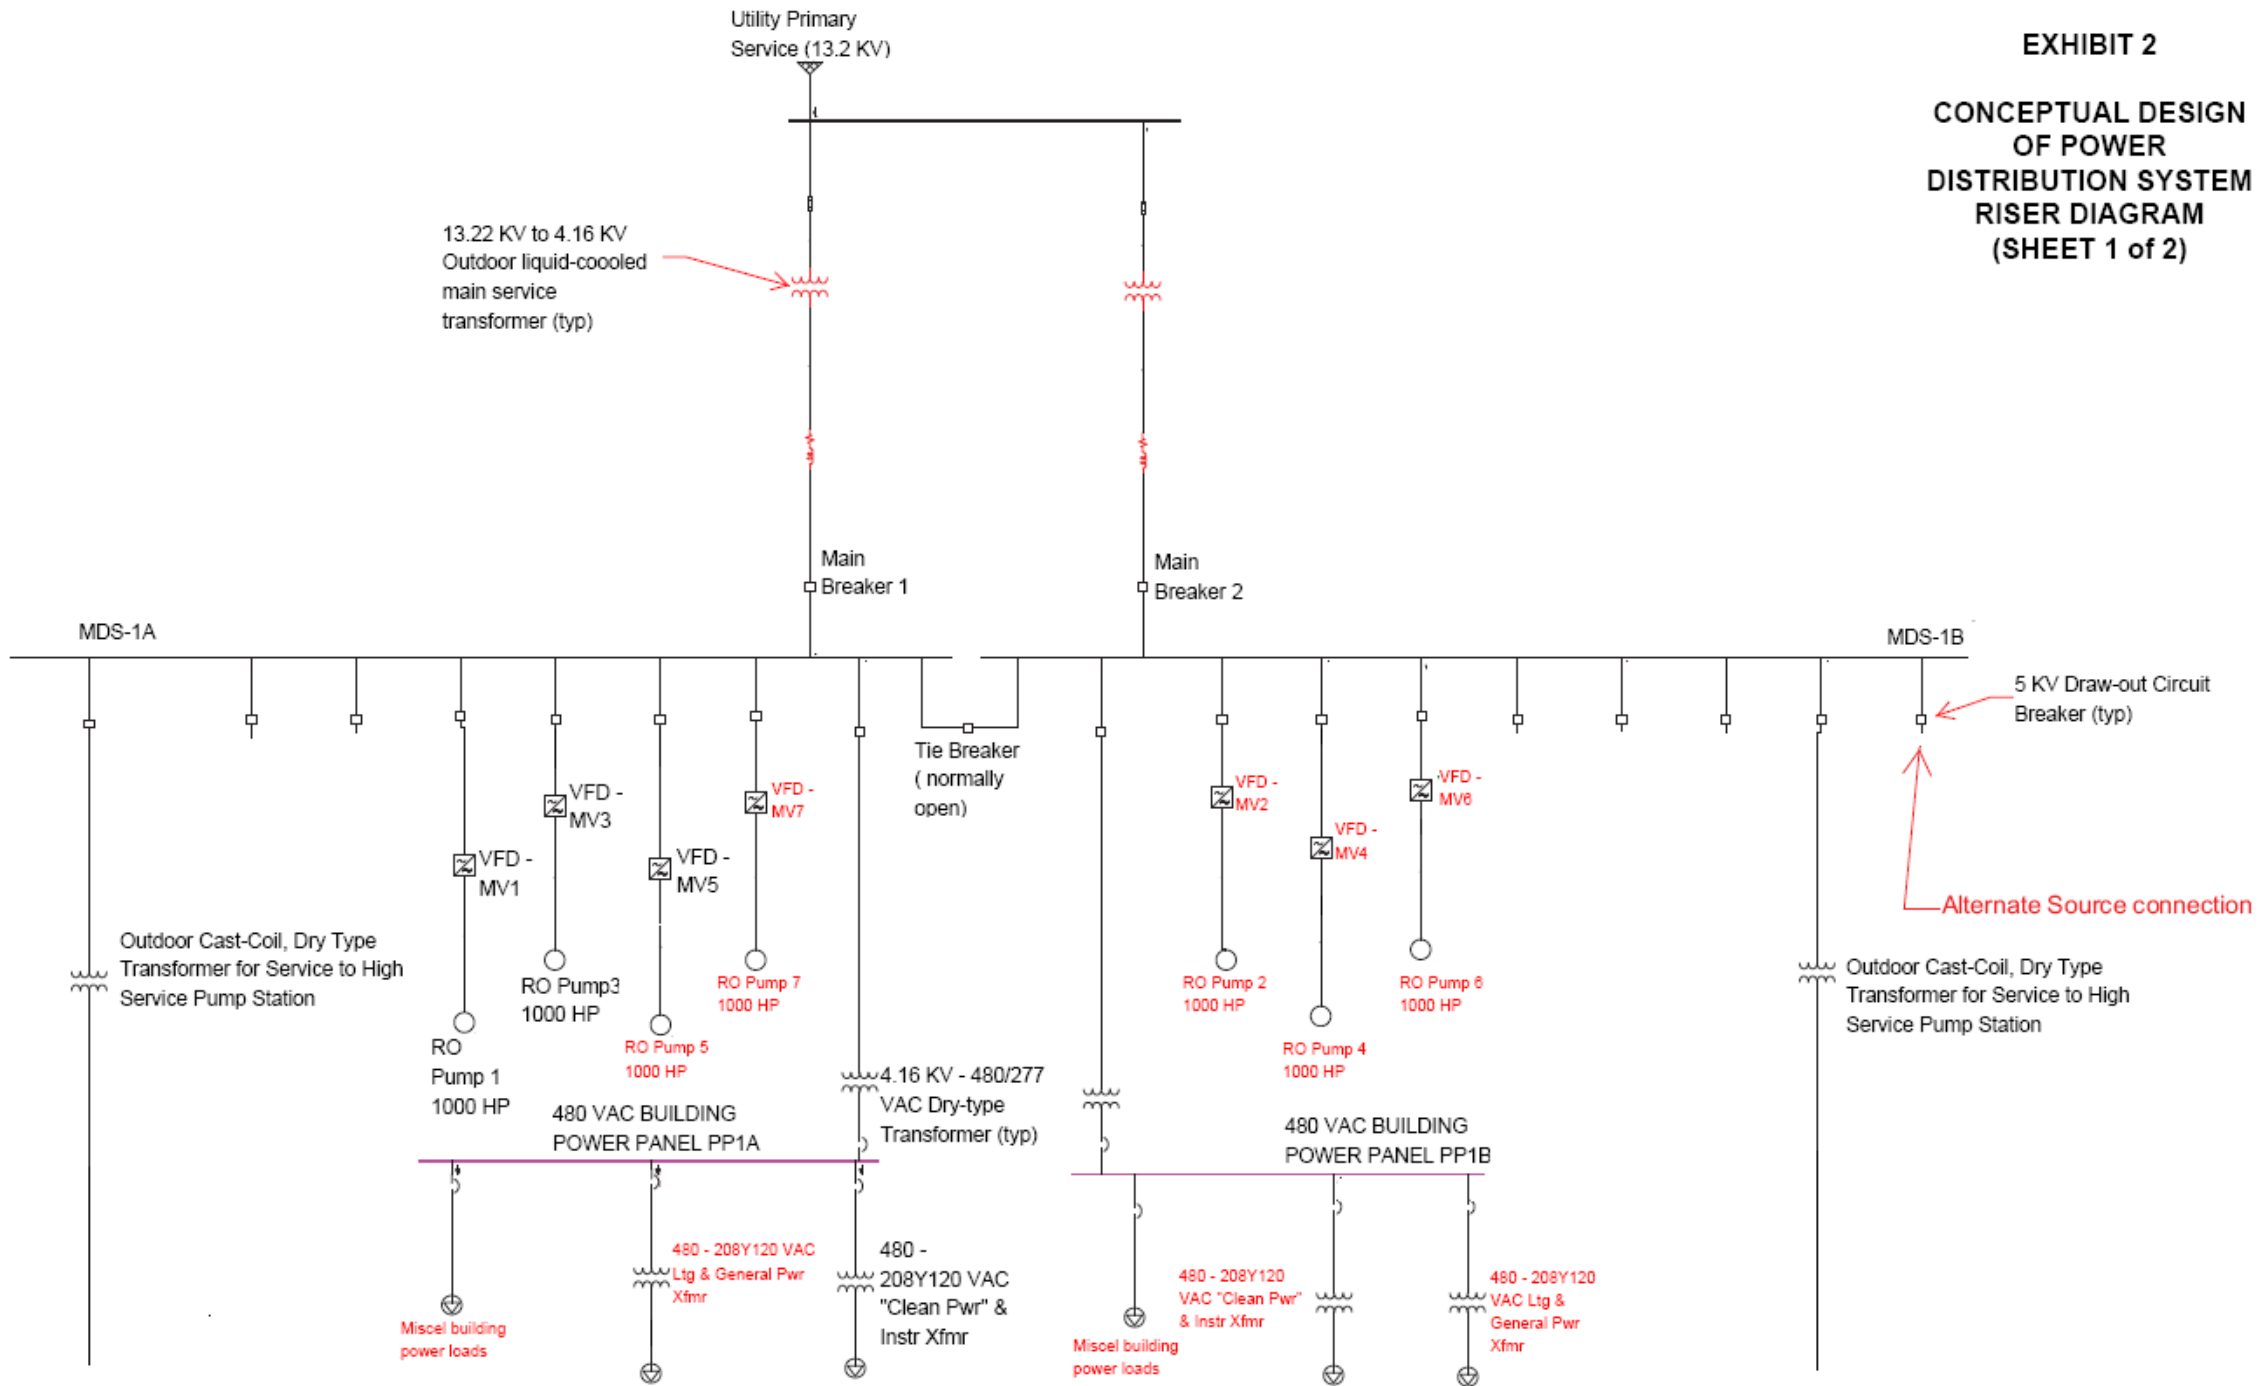 Utility Primary
Service (13.2 KV)
EXHIBIT 2
CONCEPTUAL DESIGN
OF POWER
DISTRIBUTION SYSTEM
RISER DIAGRAM
(SHEET 1 of 2)
13.22 KV to 4.16 KV
Outdoor liquid-coooled
main service
transformer (typ)
Main
Breaker 1
Main
Breaker 2
MDS-1A
MDS-1B
5 KV Draw-out Circuit
Breaker (typ)
Tie Breaker
( normally
open)
VFD -
MV1
VFD -
MV3
VFD -
MV5
VFD -
MV7
VFD -
MV2
VFD -
MV4
VFD -
MV6
Alternate Source connection
Outdoor Cast-Coil, Dry Type
Transformer for Service to High
Service Pump Station
RO
Pump 1
1000 HP
RO Pump3
1000 HP
RO Pump 5
1000 HP
RO Pump 7
1000 HP
RO Pump 2
1000 HP
RO Pump 4
1000 HP
RO Pump 6
1000 HP
Outdoor Cast-Coil, Dry Type
Transformer for Service to High
Service Pump Station
4.16 KV - 480/277
VAC Dry-type
Transformer (typ)
480 VAC BUILDING
POWER PANEL PP1A
480 VAC BUILDING
POWER PANEL PP1B
Miscel building
power loads
480 - 208Y120 VAC
Ltg & General Pwr
Xfmr
480 -
208Y120 VAC
"Clean Pwr" &
Instr Xfmr
Miscel building
power loads
480 - 208Y120
VAC "Clean Pwr"
& Instr Xfmr
480 - 208Y120
VAC Ltg &
General Pwr
Xfmr